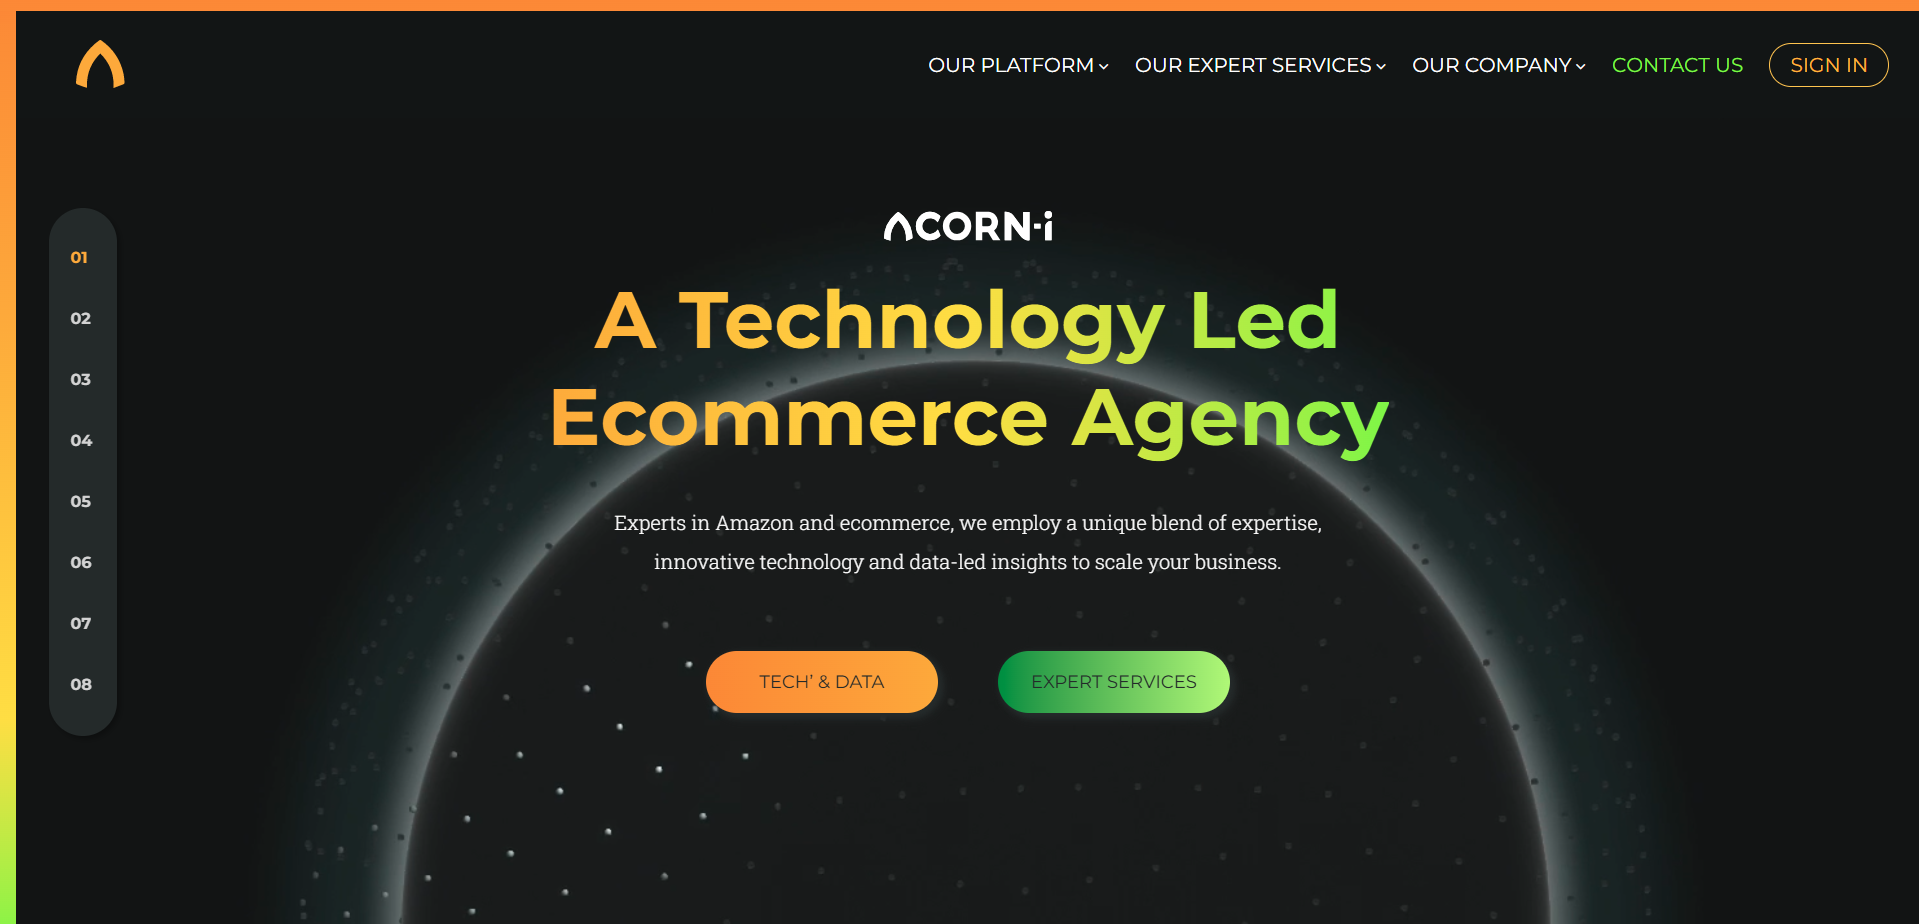 OUR PLATFORM OUR EXPERT SERVICES OUR COMPANY CONTACT US SIGN IN
ACORN-i
A Technology Led
Ecommerce Agency
Experts in Amazon and ecommerce, we employ a unique blend of expertise,
innovative technology and data-led insights to scale your business.
TECH' & DATA EXPERT SERVICES
01
02
03
04
05
06
07
08